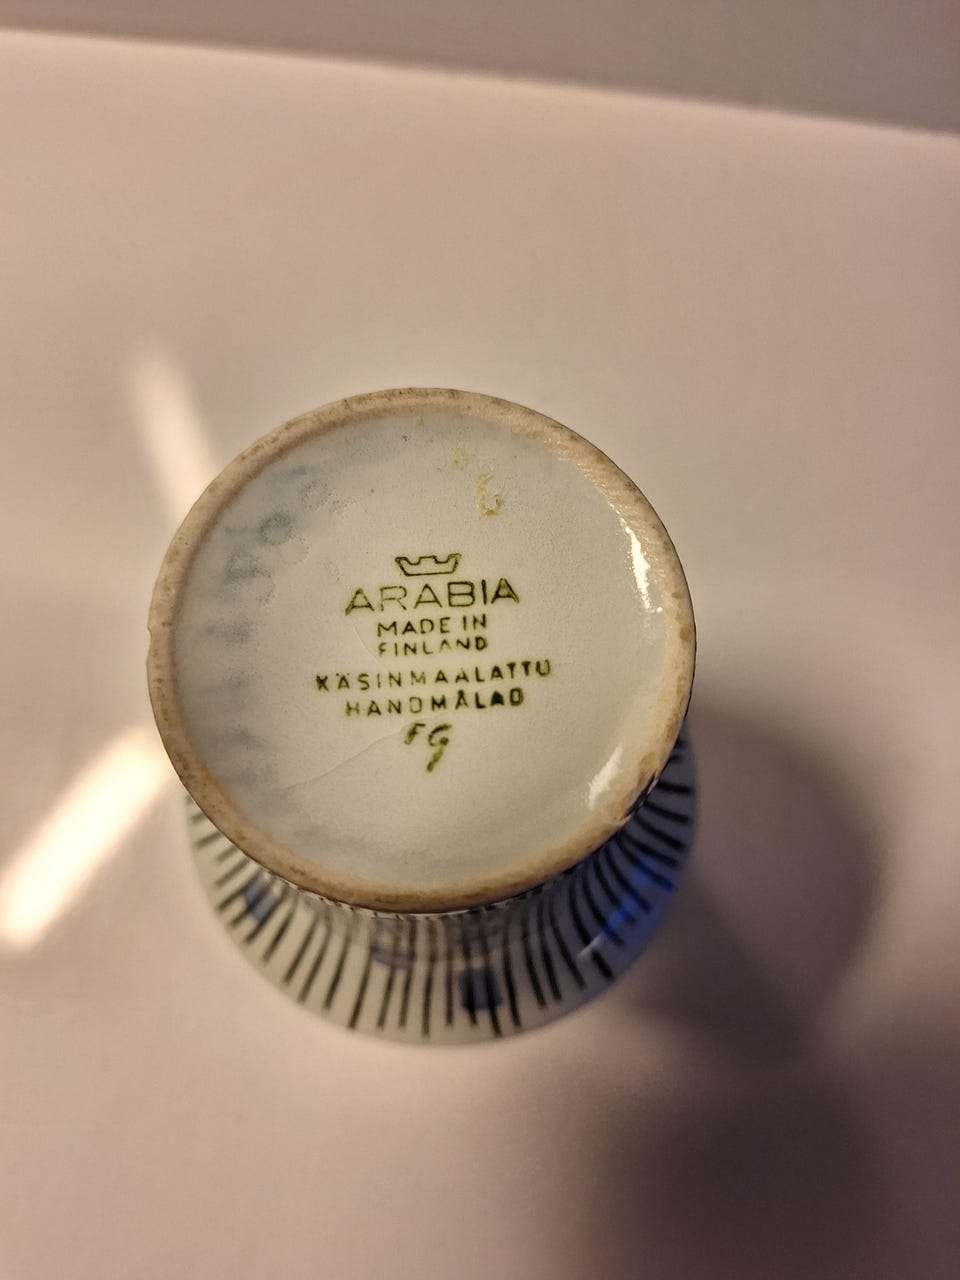 ARABIA
MADE IN
FINLAND
KÄSINMAALATTU
HANDMÅLAD
FG